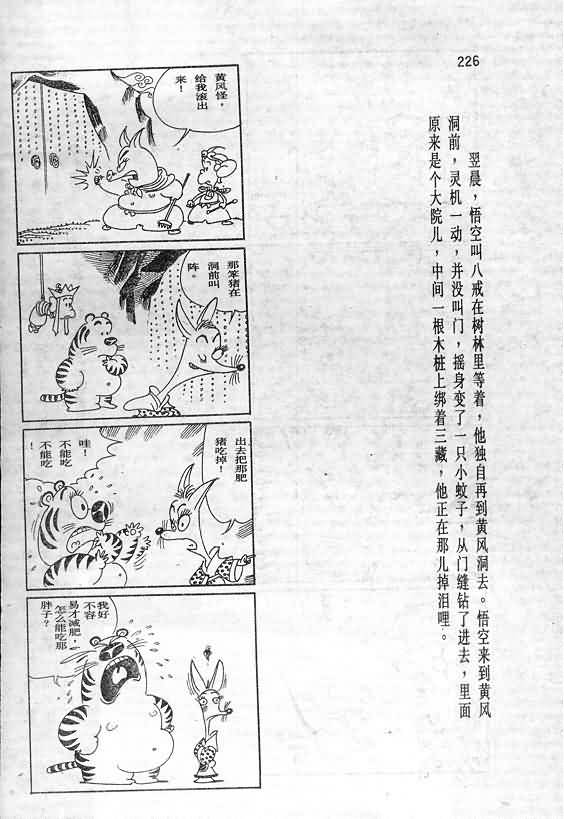 226
翌晨，悟空叫八戒在树林里等着，他独自再到黄风洞去。悟空来到黄风
洞前，灵机一动，并没叫门，摇身变了一只小蚊子，从门缝钻了进去，里面
原来是个大院儿，中间一根木桩上绑着三藏，他正在那儿掉泪哩。
黄风怪，
给我滚出
来！
那笨猪在
洞前叫
阵。
出去把那肥
猪吃掉！
哇！
不能吃
不能吃
！
我好
不容
易才减肥，
怎么能吃那
胖子？